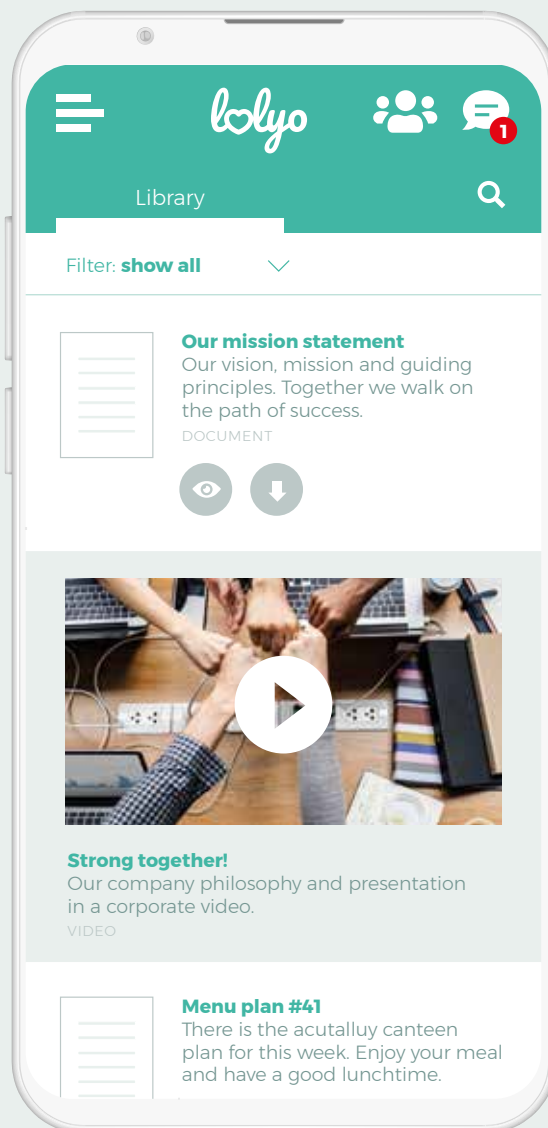 lolyo
1
Library
Filter: show all
Our mission statement
Our vision, mission and guiding
principles. Together we walk on
the path of success.
DOCUMENT
Strong together!
Our company philosophy and presentation
in a corporate video.
VIDEO
Menu plan #41
There is the acutalluy canteen
plan for this week. Enjoy your meal
and have a good lunchtime.